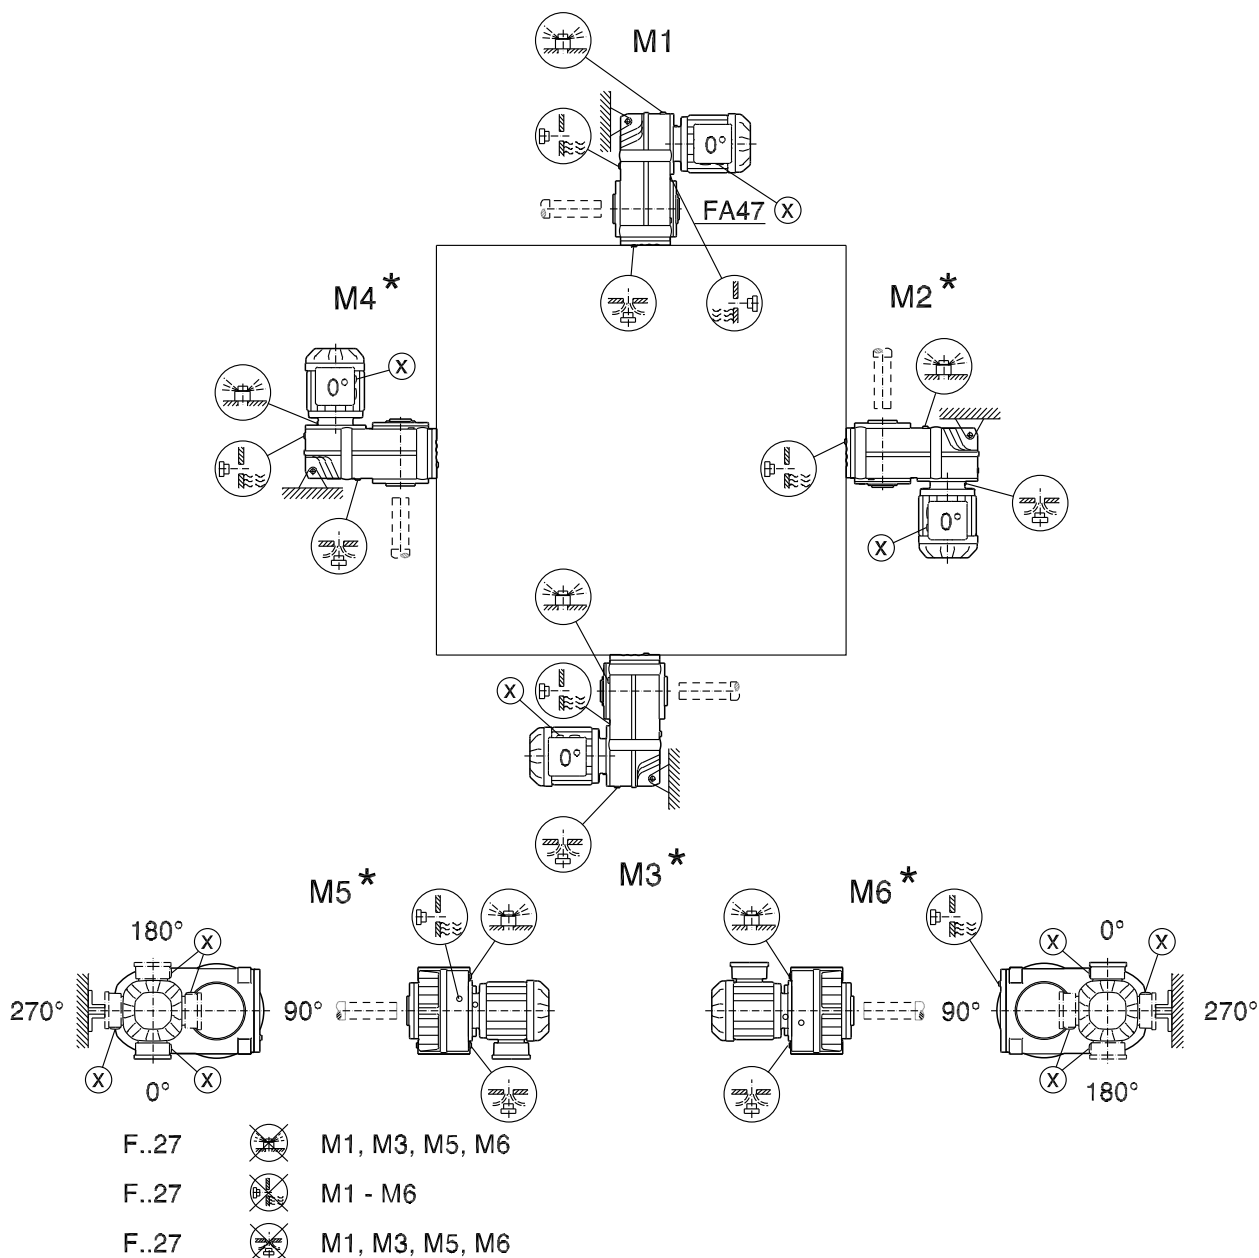 M1
0°
FA47 X
M4*
M2*
X
0°
0°
X
X
0°
M3*
M5*
M6*
180°
X
0°
X
X
270°
90°
90°
270°
X
0°
X
X
180°
F..27 M1, M3, M5, M6
F..27 M1 - M6
F..27 M1, M3, M5, M6